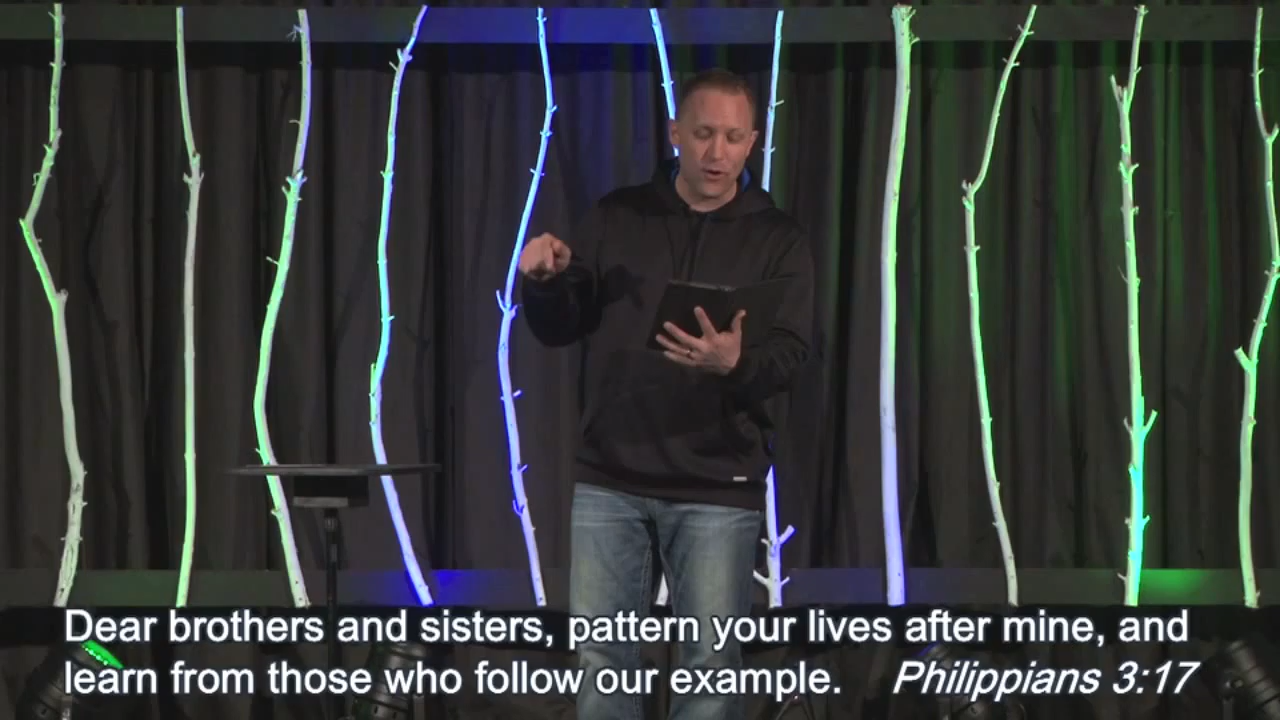 Dear brothers and sisters, pattern your lives after mine, and
learn from those who follow our example. Philippians 3:17